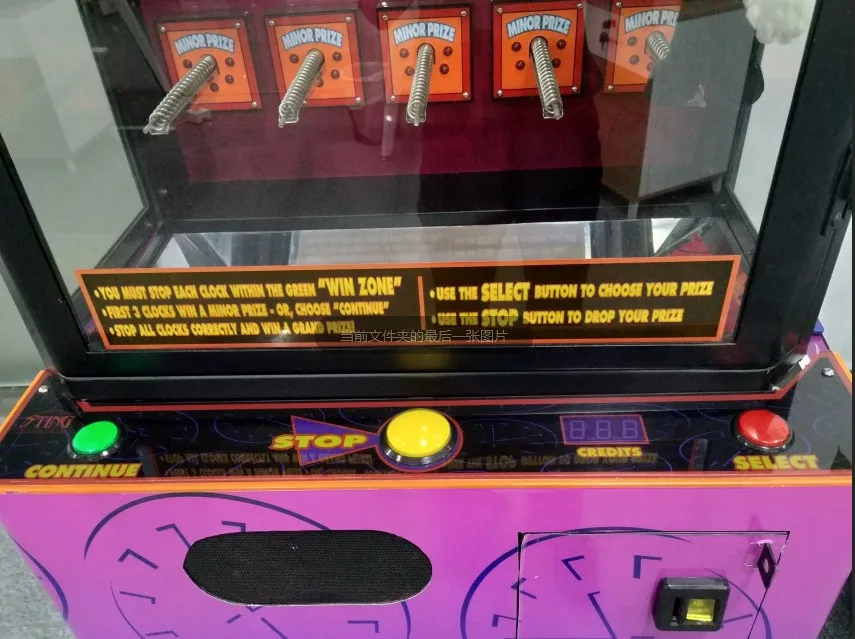 MINOR PRIZE
MINOR PRIZE
MINOR PRIZE
MINOR PRIZE
MINOR
•YOU MUST STOP EACH CLOCK WITHIN THE GREEN "WIN ZONE"
•FIRST 3 CLOCKS WIN A MINOR PRIZE - OR, CHOOSE "CONTINUE"
•STOP ALL CLOCKS CORRECTLY AND WIN A GRAND PRIZE!
•USE THE SELECT BUTTON TO CHOOSE YOUR PRIZE
•USE THE STOP BUTTON TO DROP YOUR PRIZE
当前文件夹的最后一张图片
CONTINUE
STOP
CREDITS
SELECT